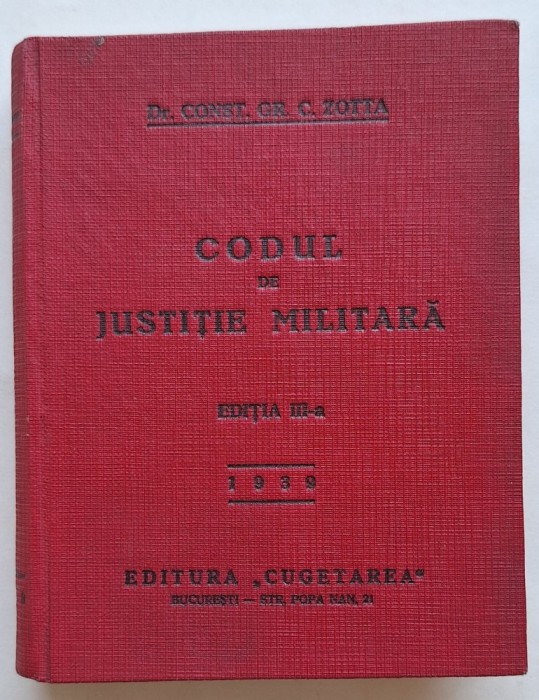 Dr. CONST. GR. C. ZOTTA
CODUL
DE
JUSTIȚIE MILITARĂ
EDIȚIA III-a
1939
EDITURA „CUGETAREA“
BUCUREȘTI — STR. POPA NAN, 21